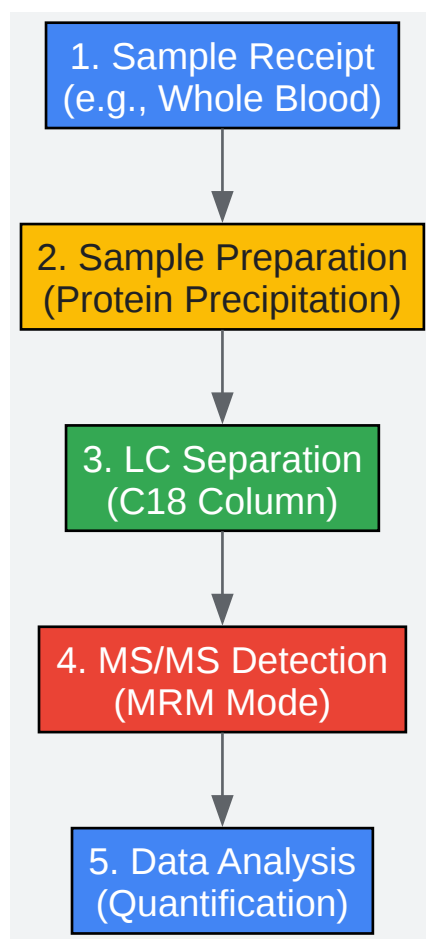 1. Sample Receipt
(e.g., Whole Blood)
2. Sample Preparation
(Protein Precipitation)
3. LC Separation
(C18 Column)
4. MS/MS Detection
(MRM Mode)
5. Data Analysis
(Quantification)